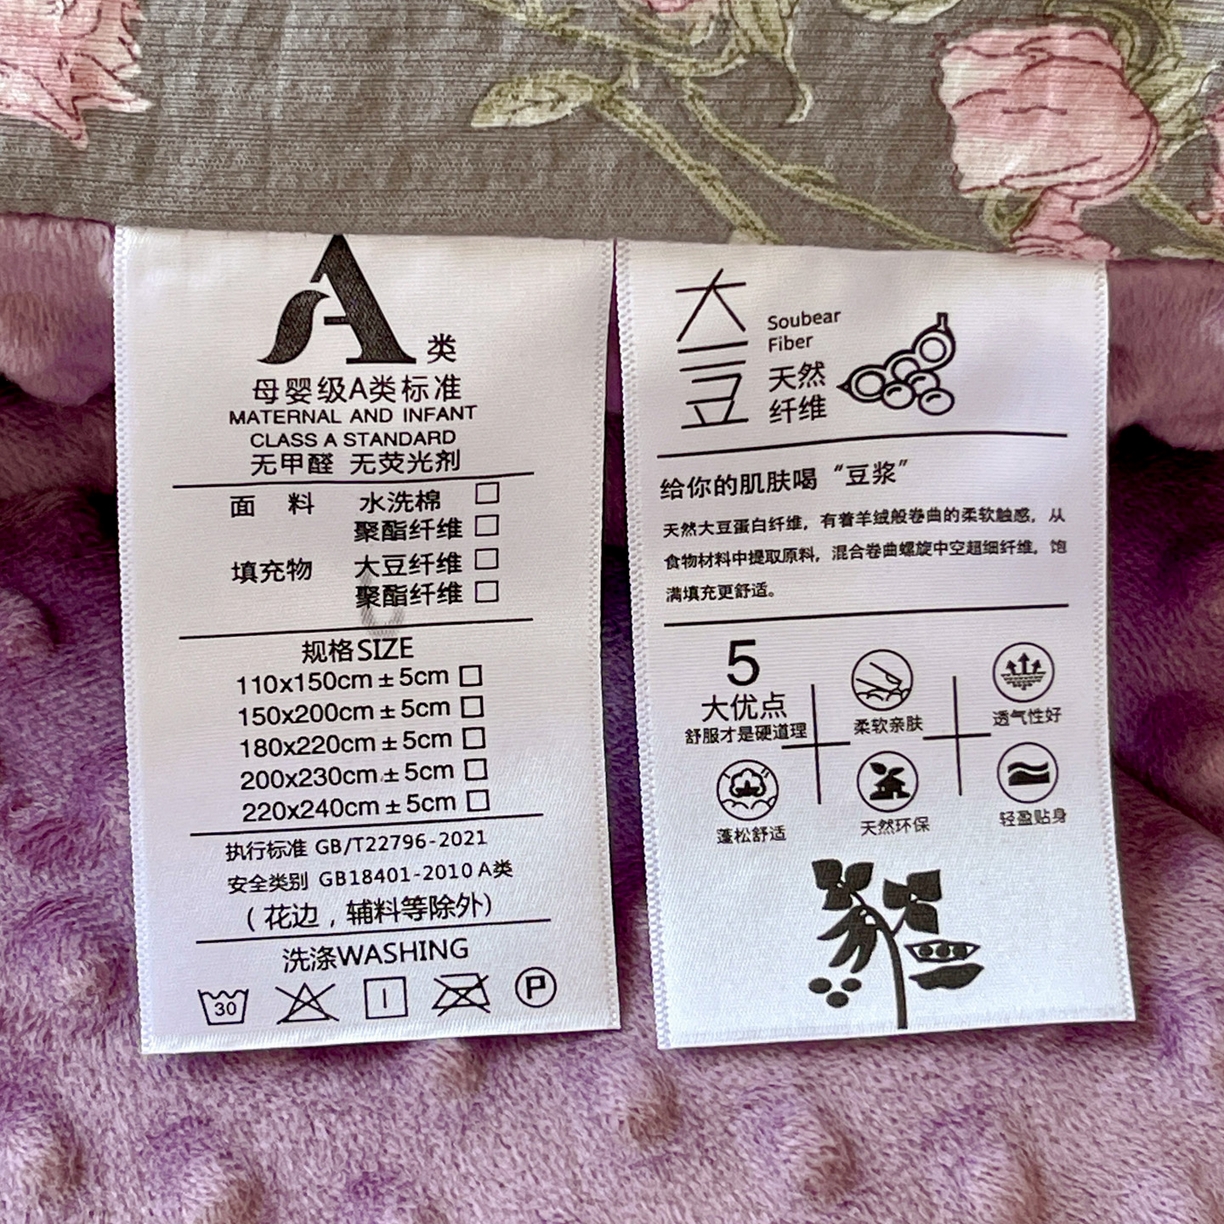 A类
母婴级A类标准
MATERNAL AND INFANT
CLASS A STANDARD
无甲醛 无荧光剂
面 料 水洗棉 □
聚酯纤维 □
填充物 大豆纤维 □
聚酯纤维 □
规格SIZE
110x150cm±5cm □
150x200cm±5cm □
180x220cm±5cm □
200x230cm±5cm □
220x240cm±5cm □
执行标准 GB/T22796-2021
安全类别 GB18401-2010 A类
（花边，辅料等除外）
洗涤WASHING
30
P
大豆
Soubear
Fiber
天然
纤维
给你的肌肤喝“豆浆”
天然大豆蛋白纤维，有着羊绒般卷曲的柔软触感，从
食物材料中提取原料，混合卷曲螺旋中空超细纤维，饱
满填充更舒适。
5
大优点
舒服才是硬道理
柔软亲肤
透气性好
蓬松舒适
天然环保
轻盈贴身